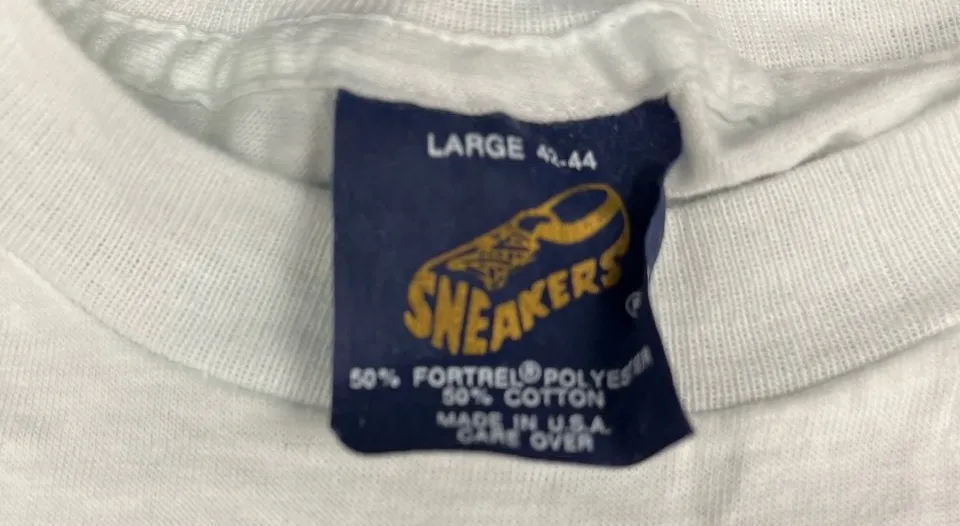 LARGE 42-44
SNEAKERS ®
50% FORTREL® POLYESTER
50% COTTON
MADE IN U.S.A.
CARE OVER